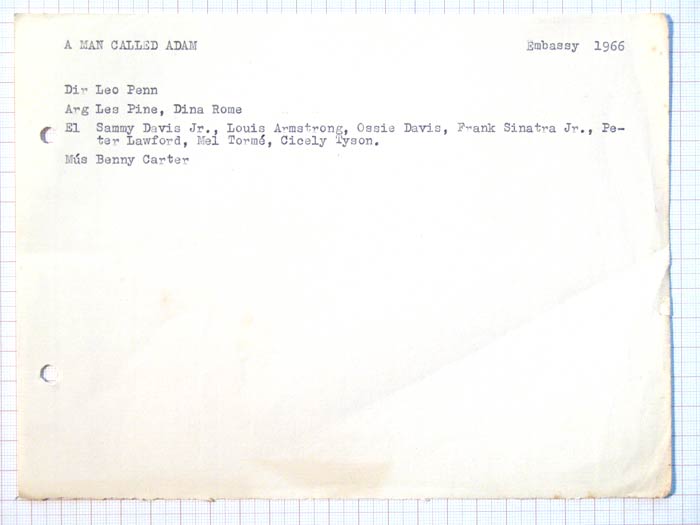 A MAN CALLED ADAM Embassy 1966
Dir Leo Penn
Arg Les Pine, Dina Rome
El Sammy Davis Jr., Louis Armstrong, Ossie Davis, Frank Sinatra Jr., Pe-
ter Lawford, Mel Tormé, Cicely Tyson.
Mús Benny Carter